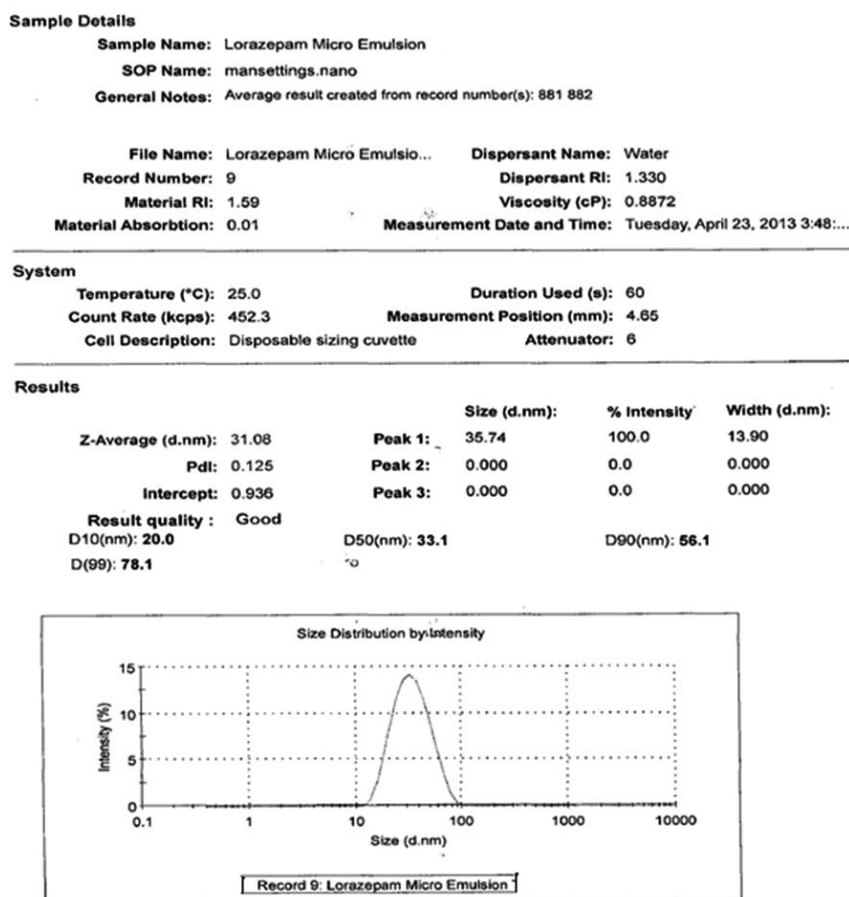 Sample Details
Sample Name: Lorazepam Micro Emulsion
SOP Name: mansettings.nano
General Notes: Average result created from record number(s): 881 882
File Name: Lorazepam Micro Emulsio... Dispersant Name: Water
Record Number: 9 Dispersant RI: 1.330
Material RI: 1.59 Viscosity (cP): 0.8872
Material Absorbtion: 0.01 Measurement Date and Time: Tuesday, April 23, 2013 3:48:...
System
Temperature (°C): 25.0 Duration Used (s): 60
Count Rate (kcps): 452.3 Measurement Position (mm): 4.65
Cell Description: Disposable sizing cuvette Attenuator: 6
Results
Size (d.nm): % Intensity Width (d.nm):
Z-Average (d.nm): 31.08 Peak 1: 35.74 100.0 13.90
PdI: 0.125 Peak 2: 0.000 0.0 0.000
Intercept: 0.936 Peak 3: 0.000 0.0 0.000
Result quality : Good
D10(nm): 20.0 D50(nm): 33.1 D90(nm): 56.1
D(99): 78.1
Size Distribution by Intensity
15
10
5
0
Intensity (%)
0.1 1 10 100 1000 10000
Size (d.nm)
Record 9: Lorazepam Micro Emulsion